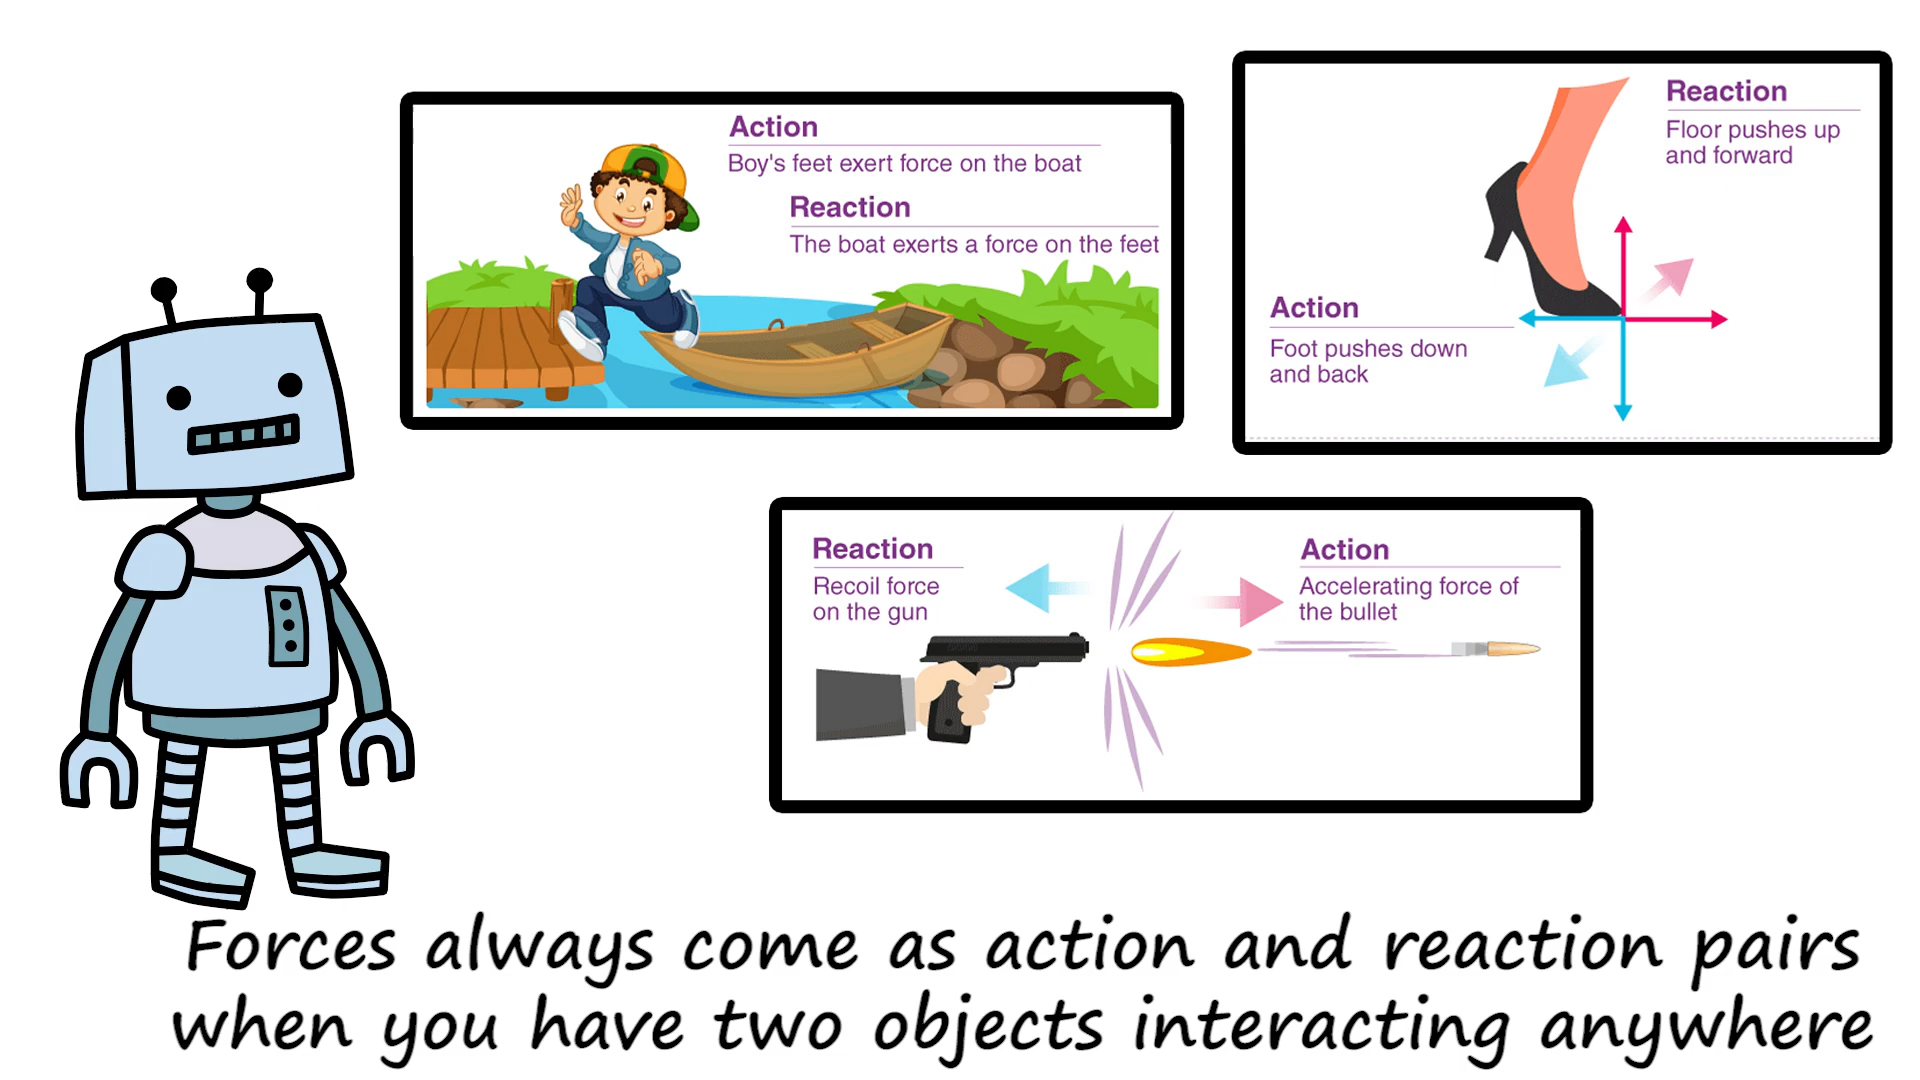 Action
Boy's feet exert force on the boat
Reaction
The boat exerts a force on the feet
Reaction
Floor pushes up
and forward
Action
Foot pushes down
and back
Reaction
Recoil force
on the gun
Action
Accelerating force of
the bullet
Forces always come as action and reaction pairs
when you have two objects interacting anywhere